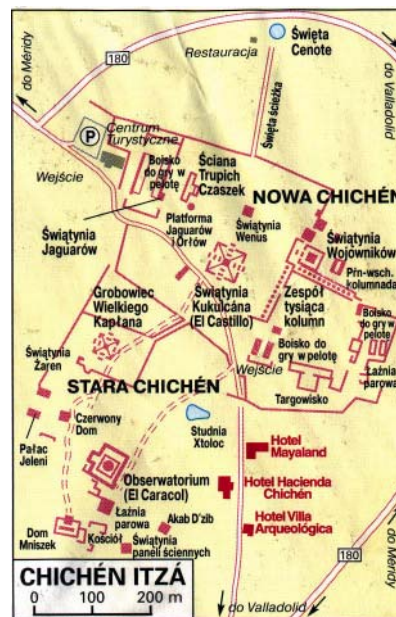 do Méridy
180
Restauracja
Święta
Cenote
do Valladolid
Święta ścieżka
P
Centrum
Turystyczne
Wejście
Boisko
do gry w
pelotę
Ściana
Trupich
Czaszek
NOWA CHICHÉN
Świątynia
Jaguarów
Platforma
Jaguarów
i Orłów
Świątynia
Wenus
Świątynia
Wojowników
Płn-wsch.
kolumnada
Grobowiec
Wielkiego
Kapłana
Świątynia
Kukulcána
(El Castillo)
Zespół
tysiąca
kolumn
Boisko do
gry w
pelotę
Boisko do
gry w pelotę
Łaźnia
parowa
Świątynia
Żaren
Wejście
Targowisko
STARA CHICHÉN
Czerwony
Dom
Pałac
Jeleni
Studnia
Xtoloc
Hotel
Mayaland
Obserwatorium
(El Caracol)
Hotel Hacienda
Chichén
Łaźnia
parowa
Akab D'zib
Hotel Villa
Arqueológica
Dom
Mniszek
Kościół
Świątynia
paneli ściennych
180
do Méridy
CHICHÉN ITZÁ
0 100 200 m
do Valladolid